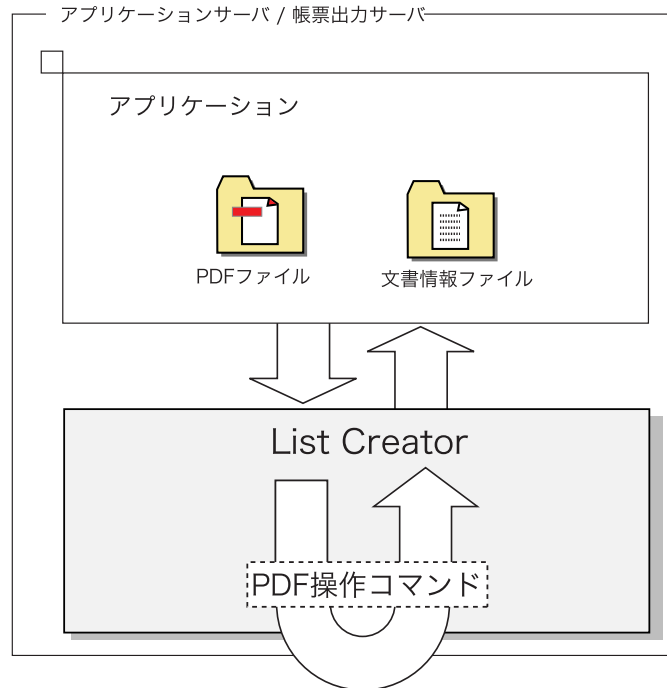 アプリケーションサーバ / 帳票出力サーバ
アプリケーション
PDFファイル
文書情報ファイル
List Creator
PDF操作コマンド